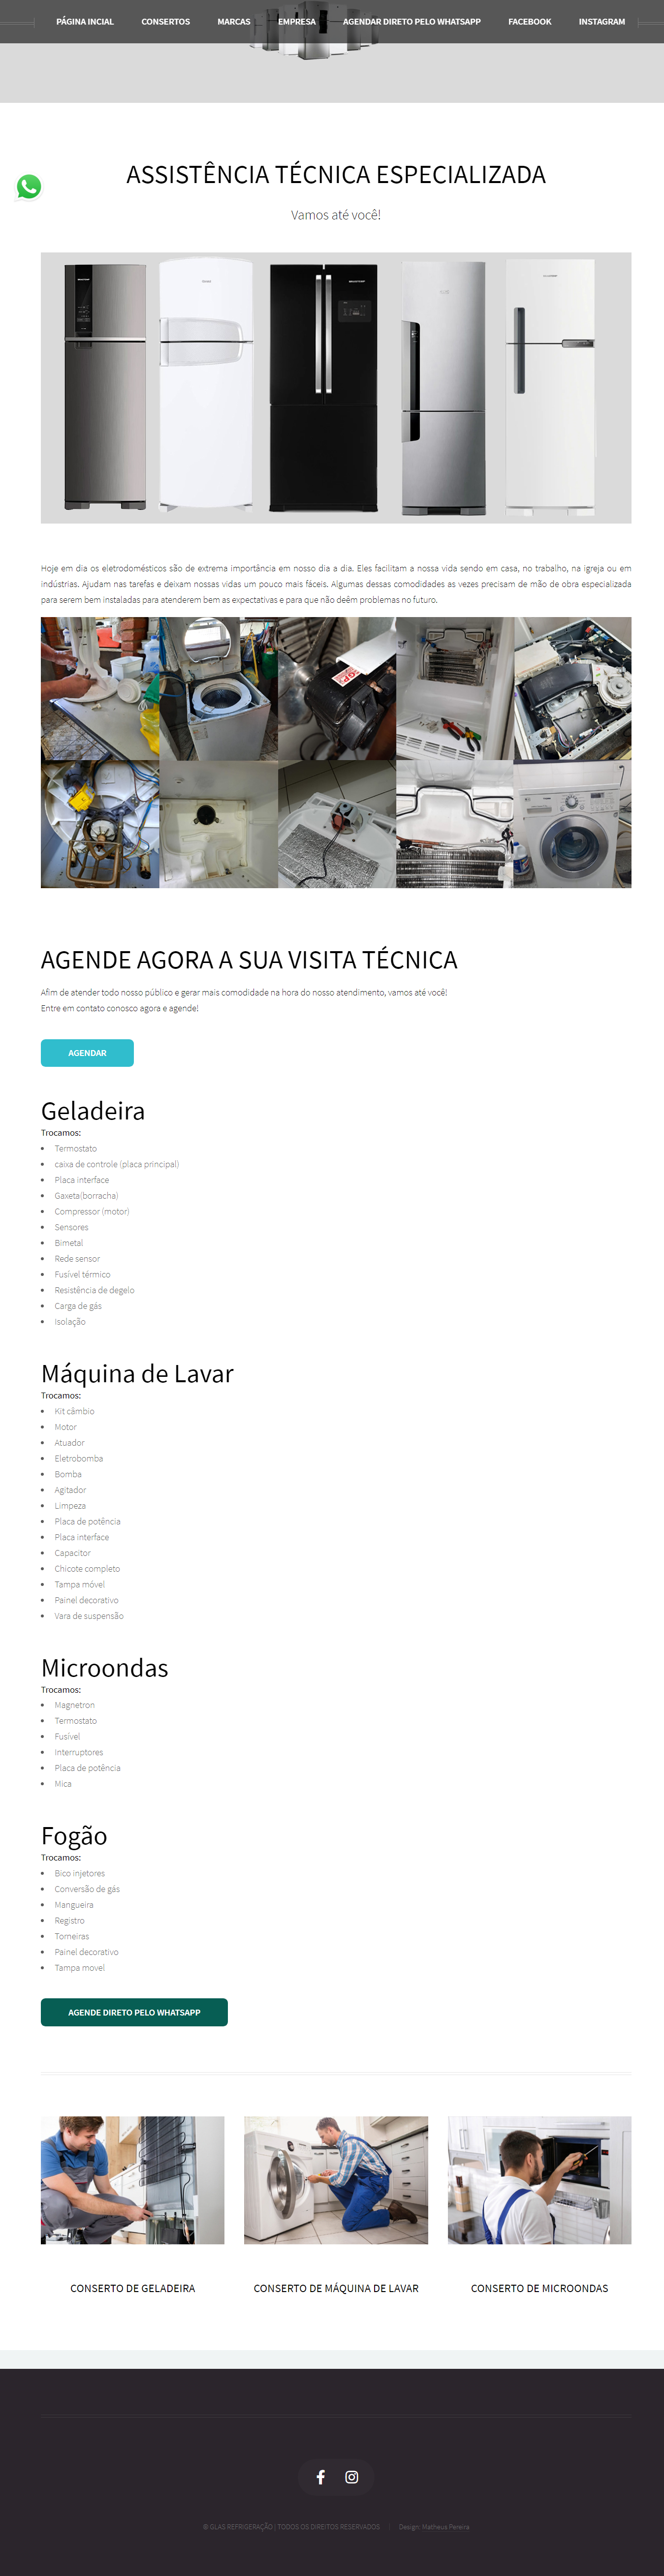 PÁGINA INCIAL CONSERTOS MARCAS EMPRESA AGENDAR DIRETO PELO WHATSAPP FACEBOOK INSTAGRAM
ASSISTÊNCIA TÉCNICA ESPECIALIZADA
Vamos até você!
Hoje em dia os eletrodomésticos são de extrema importância em nosso dia a dia. Eles facilitam a nossa vida sendo em casa, no trabalho, na igreja ou em
indústrias. Ajudam nas tarefas e deixam nossas vidas um pouco mais fáceis. Algumas dessas comodidades as vezes precisam de mão de obra especializada
para serem bem instaladas para atenderem bem as expectativas e para que não deêm problemas no futuro.
AGENDE AGORA A SUA VISITA TÉCNICA
Afim de atender todo nosso público e gerar mais comodidade na hora do nosso atendimento, vamos até você!
Entre em contato conosco agora e agende!
AGENDAR
Geladeira
Trocamos:
Termostato
caixa de controle (placa principal)
Placa interface
Gaxeta(borracha)
Compressor (motor)
Sensores
Bimetal
Rede sensor
Fusível térmico
Resistência de degelo
Carga de gás
Isolação
Máquina de Lavar
Trocamos:
Kit câmbio
Motor
Atuador
Eletrobomba
Bomba
Agitador
Limpeza
Placa de potência
Placa interface
Capacitor
Chicote completo
Tampa móvel
Painel decorativo
Vara de suspensão
Microondas
Trocamos:
Magnetron
Termostato
Fusível
Interruptores
Placa de potência
Mica
Fogão
Trocamos:
Bico injetores
Conversão de gás
Mangueira
Registro
Torneiras
Painel decorativo
Tampa movel
AGENDE DIRETO PELO WHATSAPP
CONSERTO DE GELADEIRA CONSERTO DE MÁQUINA DE LAVAR CONSERTO DE MICROONDAS
© GLAS REFRIGERAÇÃO | TODOS OS DIREITOS RESERVADOS Design: Matheus Pereira